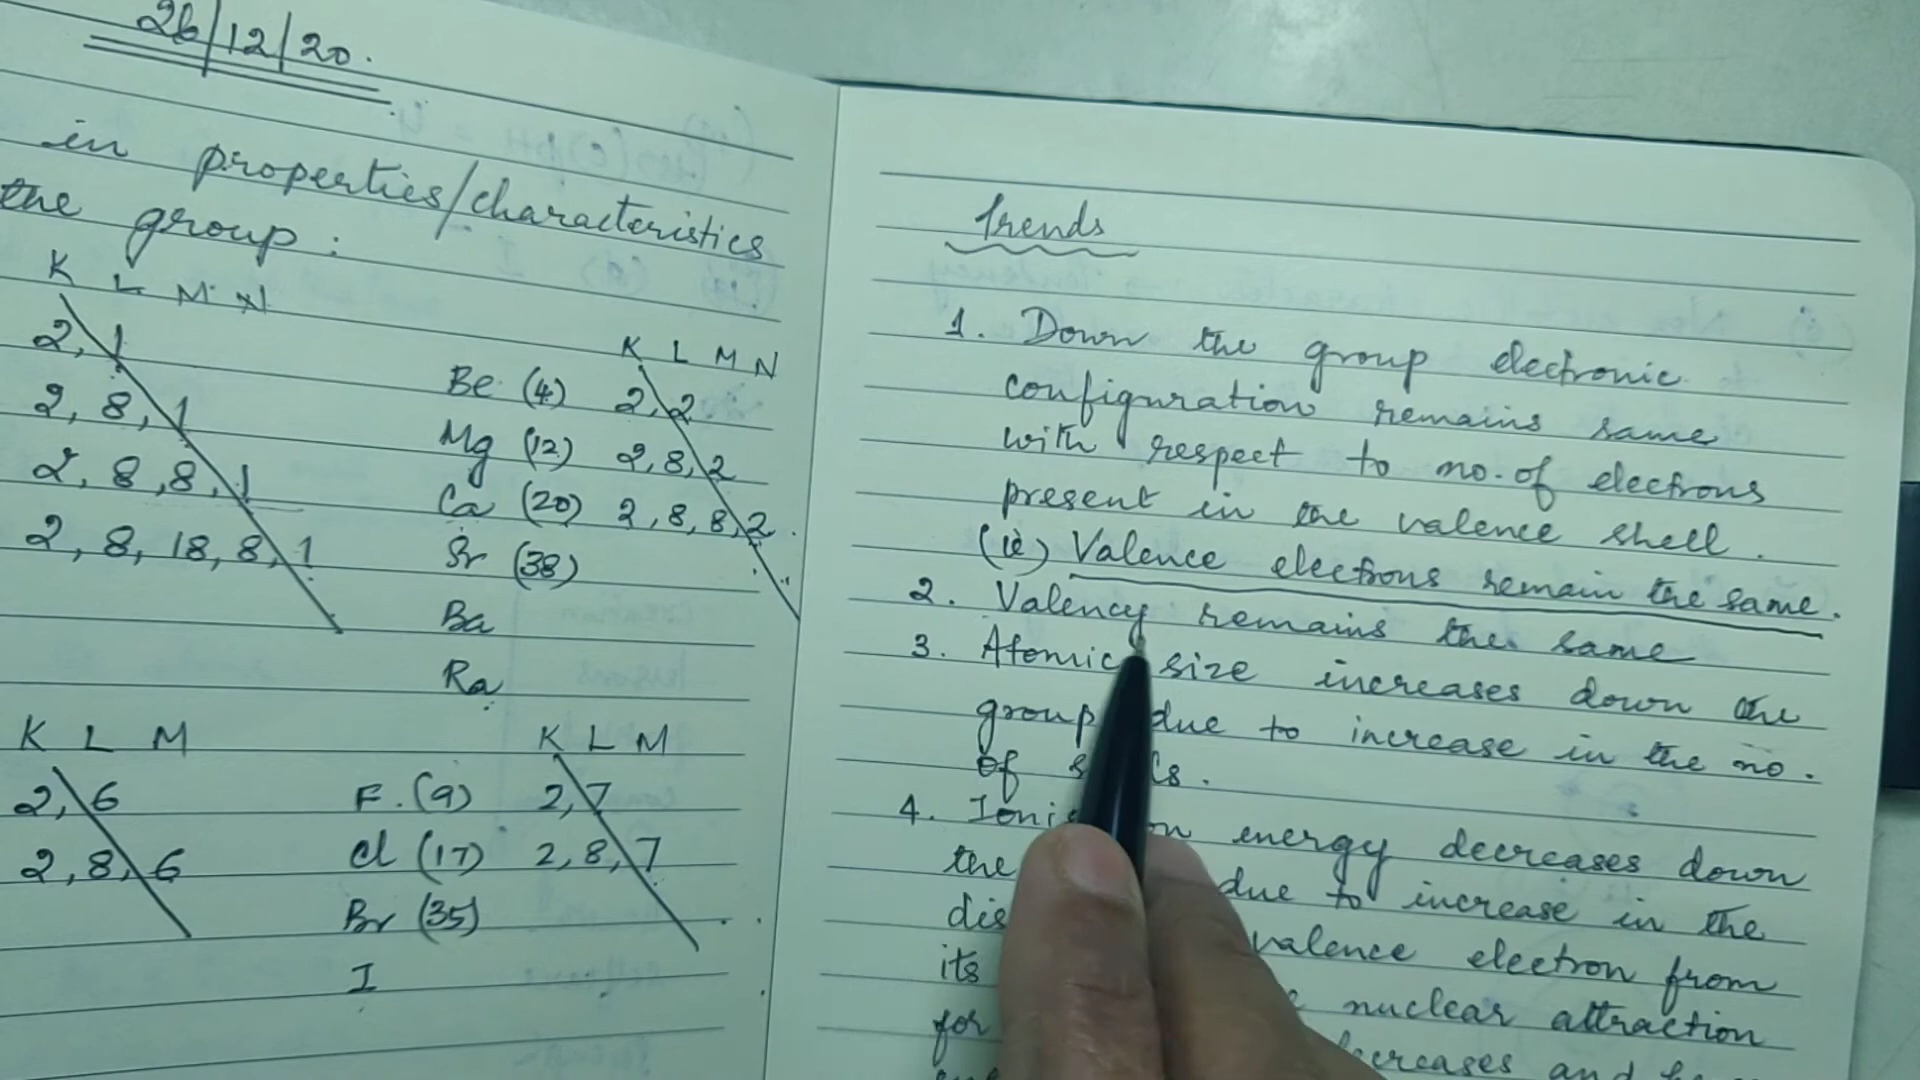 26/12/20.
in properties/characteristics
the group :
K L M N
2, 1
2, 8, 1
2, 8, 8, 1
2, 8, 18, 8, 1
K L M N
Be (4) 2, 2
Mg (12) 2, 8, 2
Ca (20) 2, 8, 8, 2
Sr (38)
Ba
Ra
K L M
2, 6
2, 8, 6
K L M
F. (9) 2, 7
Cl (17) 2, 8, 7
Br (35)
I
Trends
1. Down the group electronic
configuration remains same
with respect to no. of electrons
present in the valence shell.
(ie) Valence electrons remain the same.
2. Valency remains the same
3. Atomic size increases down the
group due to increase in the no.
of
4. energy decreases down
the due to increase in the
valence electron from
its nuclear attraction
for decreases and